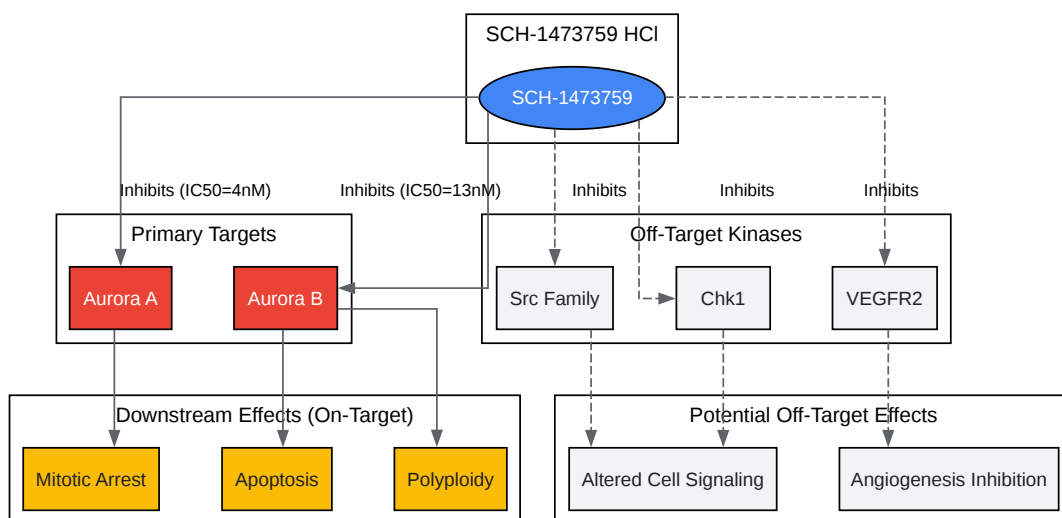 SCH-1473759 HCl
SCH-1473759
Inhibits (IC50=4nM)
Inhibits (IC50=13nM)
Inhibits
Inhibits
Inhibits
Primary Targets
Off-Target Kinases
Aurora A
Aurora B
Src Family
Chk1
VEGFR2
Downstream Effects (On-Target)
Potential Off-Target Effects
Mitotic Arrest
Apoptosis
Polyploidy
Altered Cell Signaling
Angiogenesis Inhibition